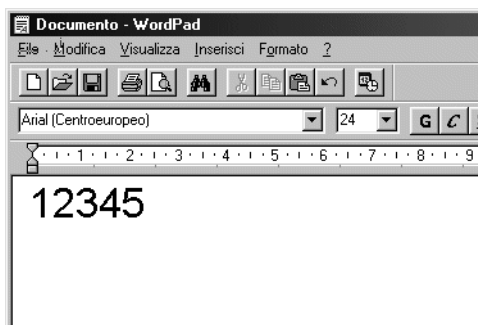 Documento - WordPad
File Modifica Visualizza Inserisci Formato ?
Arial (Centroeuropeo) 24 G C
1 2 3 4 5 6 7 8 9
12345